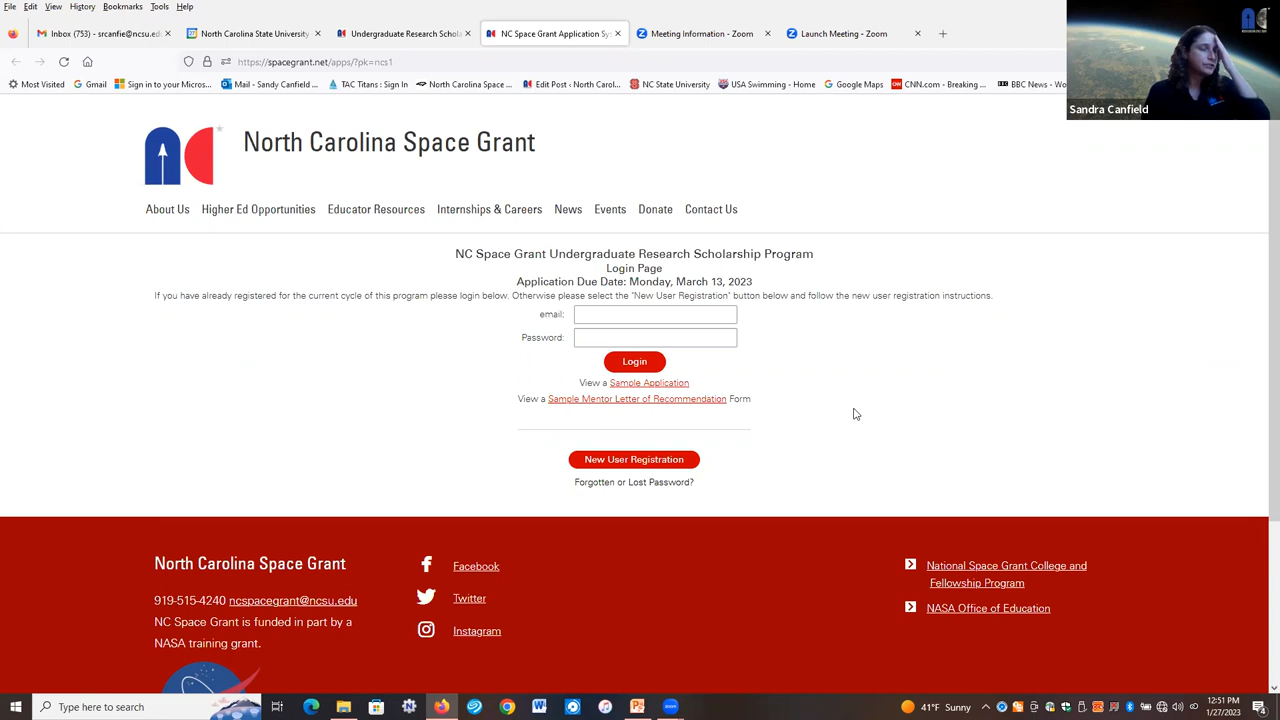 File Edit View History Bookmarks Tools Help
Inbox (753) - srcanfie@ncsu.ed
North Carolina State University
Undergraduate Research Schola
NC Space Grant Application Sys
Meeting Information - Zoom
Launch Meeting - Zoom
https://spacegrant.net/apps/?pk=ncs1
Most Visited
Gmail
Sign in to your Micros...
Mail - Sandy Canfield ...
TAC Titans : Sign In
North Carolina Space ...
Edit Post ‹ North Carol...
NC State University
USA Swimming - Home
Google Maps
CNN.com - Breaking ...
BBC News - Wo
Sandra Canfield
North Carolina Space Grant
About Us Higher Ed Opportunities Educator Resources Internships & Careers News Events Donate Contact Us
NC Space Grant Undergraduate Research Scholarship Program
Login Page
Application Due Date: Monday, March 13, 2023
If you have already registered for the current cycle of this program please login below. Otherwise please select the "New User Registration" button below and follow the new user registration instructions.
email:
Password:
Login
View a Sample Application
View a Sample Mentor Letter of Recommendation Form
New User Registration
Forgotten or Lost Password?
North Carolina Space Grant
919-515-4240 ncspacegrant@ncsu.edu
NC Space Grant is funded in part by a
NASA training grant.
Facebook
Twitter
Instagram
National Space Grant College and
Fellowship Program
NASA Office of Education
Type here to search
41°F Sunny
12:51 PM
1/27/2023